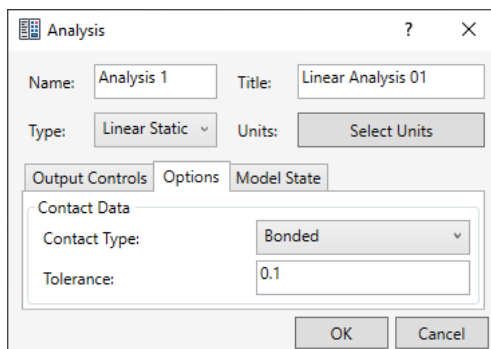 Analysis ?
Name: Analysis 1 Title: Linear Analysis 01
Type: Linear Static Units: Select Units
Output Controls Options Model State
Contact Data
Contact Type: Bonded
Tolerance: 0.1
OK Cancel